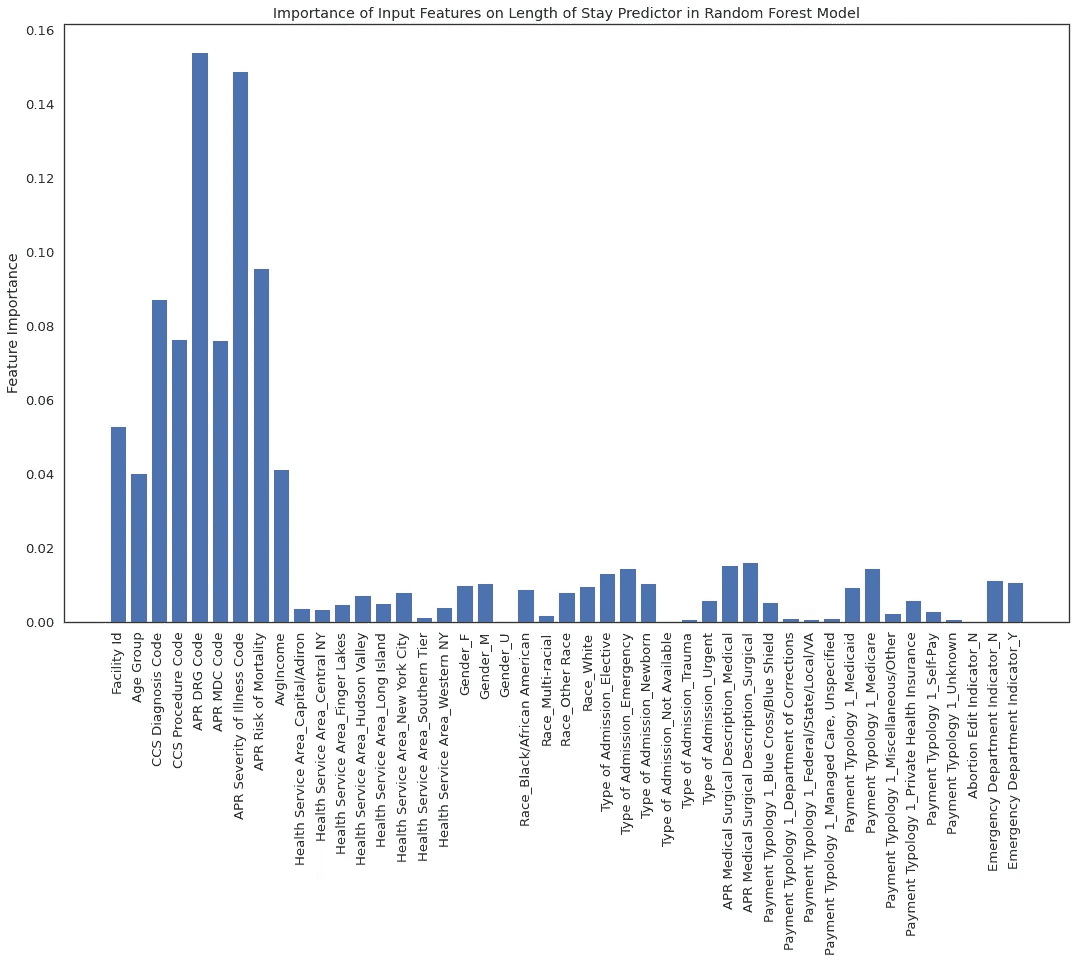 Importance of Input Features on Length of Stay Predictor in Random Forest Model
0.16
0.14
0.12
0.10
0.08
0.06
0.04
0.02
0.00
Feature Importance
Facility Id
Age Group
CCS Diagnosis Code
CCS Procedure Code
APR DRG Code
APR MDC Code
APR Severity of Illness Code
APR Risk of Mortality
AvgIncome
Health Service Area_Capital/Adiron
Health Service Area_Central NY
Health Service Area_Finger Lakes
Health Service Area_Hudson Valley
Health Service Area_Long Island
Health Service Area_New York City
Health Service Area_Southern Tier
Health Service Area_Western NY
Gender_F
Gender_M
Gender_U
Race_Black/African American
Race_Multi-racial
Race_Other Race
Race_White
Type of Admission_Elective
Type of Admission_Emergency
Type of Admission_Newborn
Type of Admission_Not Available
Type of Admission_Trauma
Type of Admission_Urgent
APR Medical Surgical Description_Medical
APR Medical Surgical Description_Surgical
Payment Typology 1_Blue Cross/Blue Shield
Payment Typology 1_Department of Corrections
Payment Typology 1_Federal/State/Local/VA
Payment Typology 1_Managed Care, Unspecified
Payment Typology 1_Medicaid
Payment Typology 1_Medicare
Payment Typology 1_Miscellaneous/Other
Payment Typology 1_Private Health Insurance
Payment Typology 1_Self-Pay
Payment Typology 1_Unknown
Abortion Edit Indicator_N
Emergency Department Indicator_N
Emergency Department Indicator_Y